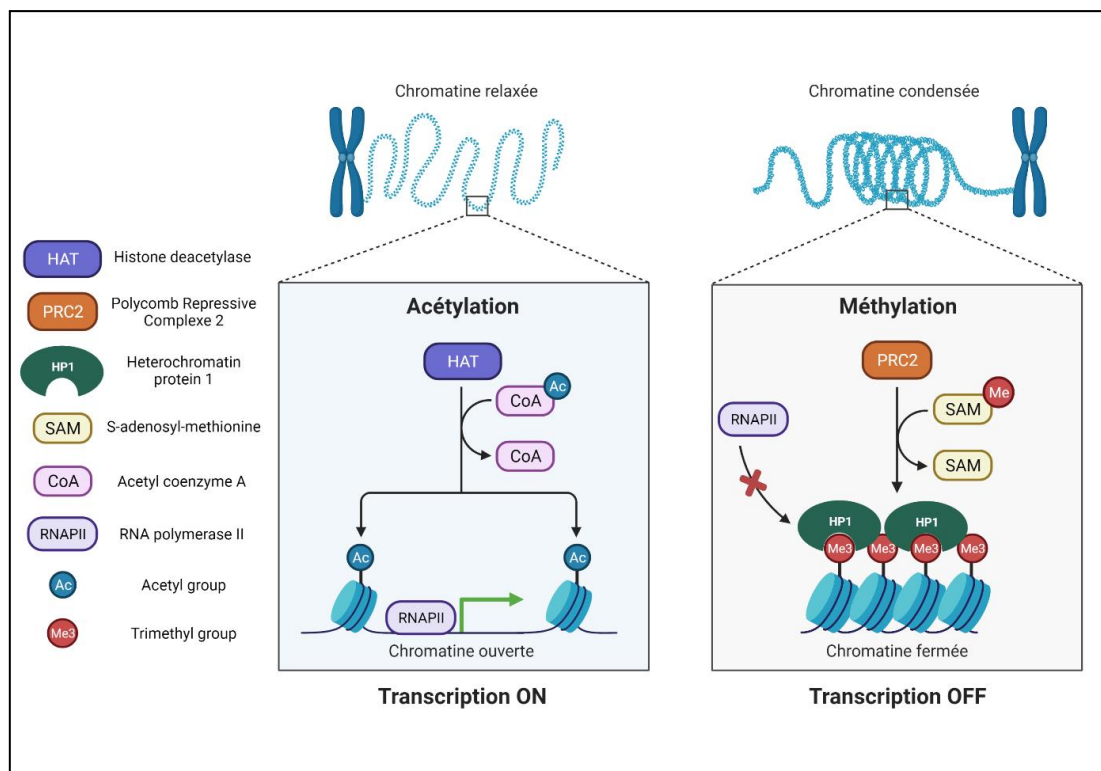 Chromatine relaxée
Chromatine condensée
HAT
Histone deacetylase
PRC2
Polycomb Repressive
Complexe 2
HP1
Heterochromatin
protein 1
SAM
S-adenosyl-methionine
CoA
Acetyl coenzyme A
RNAPII
RNA polymerase II
Ac
Acetyl group
Me3
Trimethyl group
Acétylation
HAT
Ac
CoA
CoA
Ac
Ac
RNAPII
Chromatine ouverte
Transcription ON
Méthylation
PRC2
Me
SAM
RNAPII
SAM
HP1
HP1
Me3
Me3
Me3
Me3
Chromatine fermée
Transcription OFF